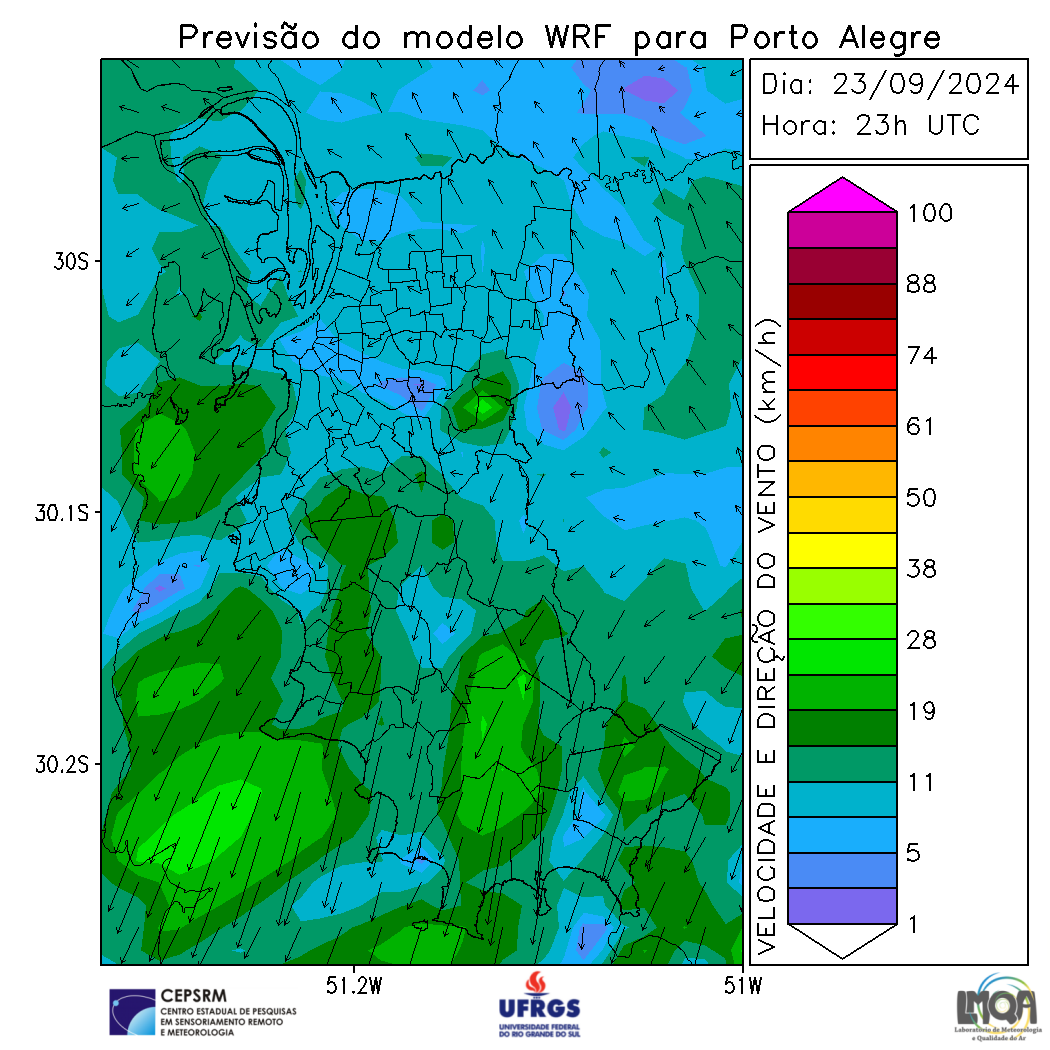 Previsão do modelo WRF para Porto Alegre
Dia: 23/09/2024
Hora: 23h UTC
30S
30.1S
30.2S
51.2W
51W
VELOCIDADE E DIREÇÃO DO VENTO (km/h)
100
88
74
61
50
38
28
19
11
5
1
CEPSRM
CENTRO ESTADUAL DE PESQUISAS
EM SENSORIAMENTO REMOTO
E METEOROLOGIA
UFRGS
UNIVERSIDADE FEDERAL
DO RIO GRANDE DO SUL
LMQA
Laboratório de Meteorologia
e Qualidade do Ar